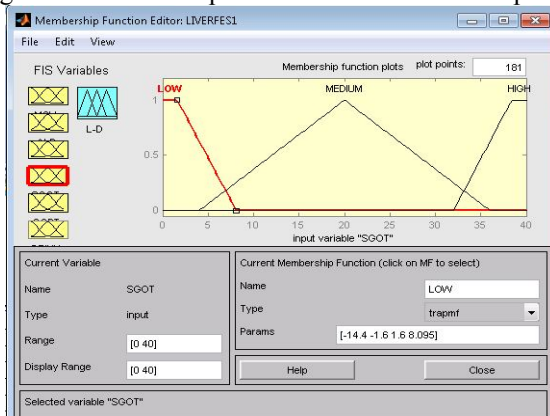 Membership Function Editor: LIVERFES1
File Edit View
FIS Variables
Membership function plots plot points: 181
L-D
LOW MEDIUM HIGH
1
0.5
0
0 5 10 15 20 25 30 35 40
input variable "SGOT"
Current Variable
Name SGOT
Type input
Range [0 40]
Display Range [0 40]
Current Membership Function (click on MF to select)
Name LOW
Type trapmf
Params [-14.4 -1.6 1.6 8.095]
Help Close
Selected variable "SGOT"